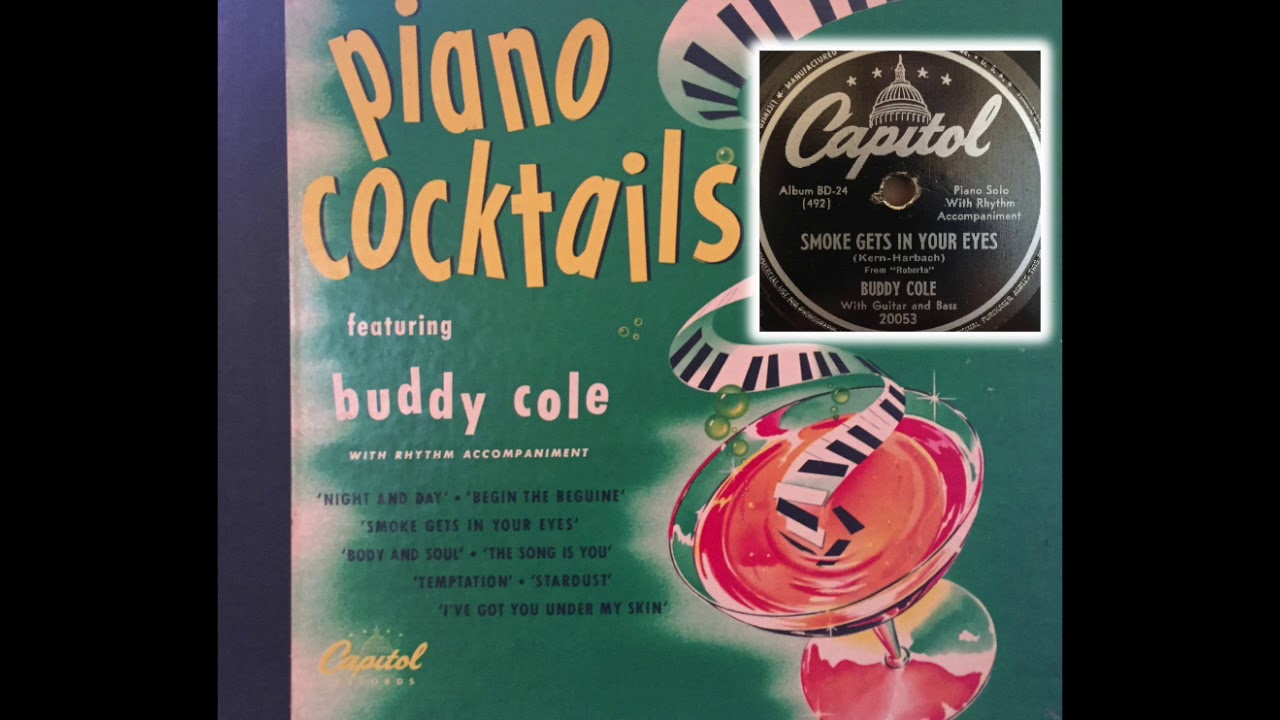 piano
cocktails
featuring
buddy cole
WITH RHYTHM ACCOMPANIMENT
'NIGHT AND DAY' • 'BEGIN THE BEGUINE'
'SMOKE GETS IN YOUR EYES'
'BODY AND SOUL' • 'THE SONG IS YOU'
'TEMPTATION' • 'STARDUST'
'I'VE GOT YOU UNDER MY SKIN'
Capitol
RECORDS
MANUFACTURED
U. S. A.
Capitol
Album BD-24
(492)
Piano Solo
With Rhythm
Accompaniment
SMOKE GETS IN YOUR EYES
(Kern-Harbach)
From "Roberta"
BUDDY COLE
With Guitar and Bass
20053